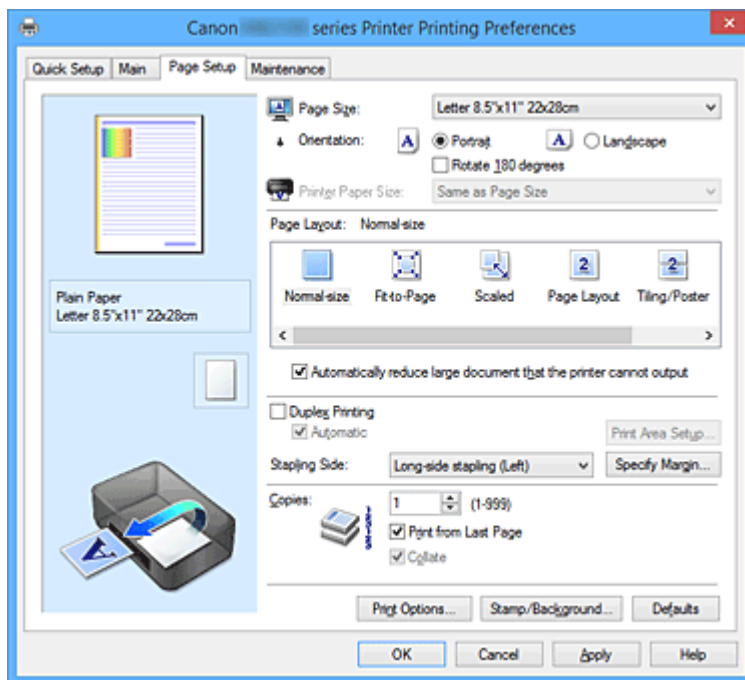 Canon series Printer Printing Preferences
Quick Setup Main Page Setup Maintenance
Page Size: Letter 8.5"x11" 22x28cm
Orientation: A Portrait A Landscape
Rotate 180 degrees
Printer Paper Size: Same as Page Size
Page Layout: Normal-size
Normal-size Fit-to-Page Scaled Page Layout Tiling/Poster
Plain Paper
Letter 8.5"x11" 22x28cm
Automatically reduce large document that the printer cannot output
Duplex Printing
Automatic Print Area Setup...
Stapling Side: Long-side stapling (Left) Specify Margin...
Copies: 1 (1-999)
Print from Last Page
Collate
Print Options... Stamp/Background... Defaults
OK Cancel Apply Help